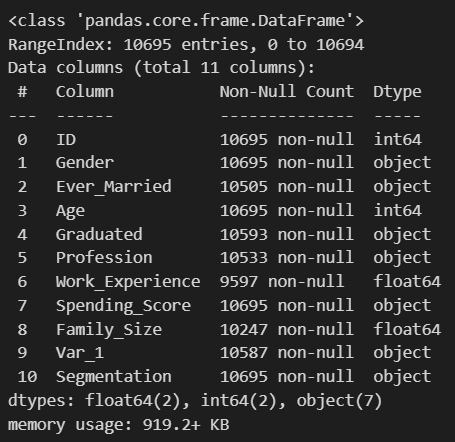 <class 'pandas.core.frame.DataFrame'>
RangeIndex: 10695 entries, 0 to 10694
Data columns (total 11 columns):
 #   Column           Non-Null Count  Dtype
---  ------           --------------  -----
 0   ID               10695 non-null  int64
 1   Gender           10695 non-null  object
 2   Ever_Married     10505 non-null  object
 3   Age              10695 non-null  int64
 4   Graduated        10593 non-null  object
 5   Profession       10533 non-null  object
 6   Work_Experience  9597 non-null   float64
 7   Spending_Score   10695 non-null  object
 8   Family_Size      10247 non-null  float64
 9   Var_1            10587 non-null  object
 10  Segmentation     10695 non-null  object
dtypes: float64(2), int64(2), object(7)
memory usage: 919.2+ KB